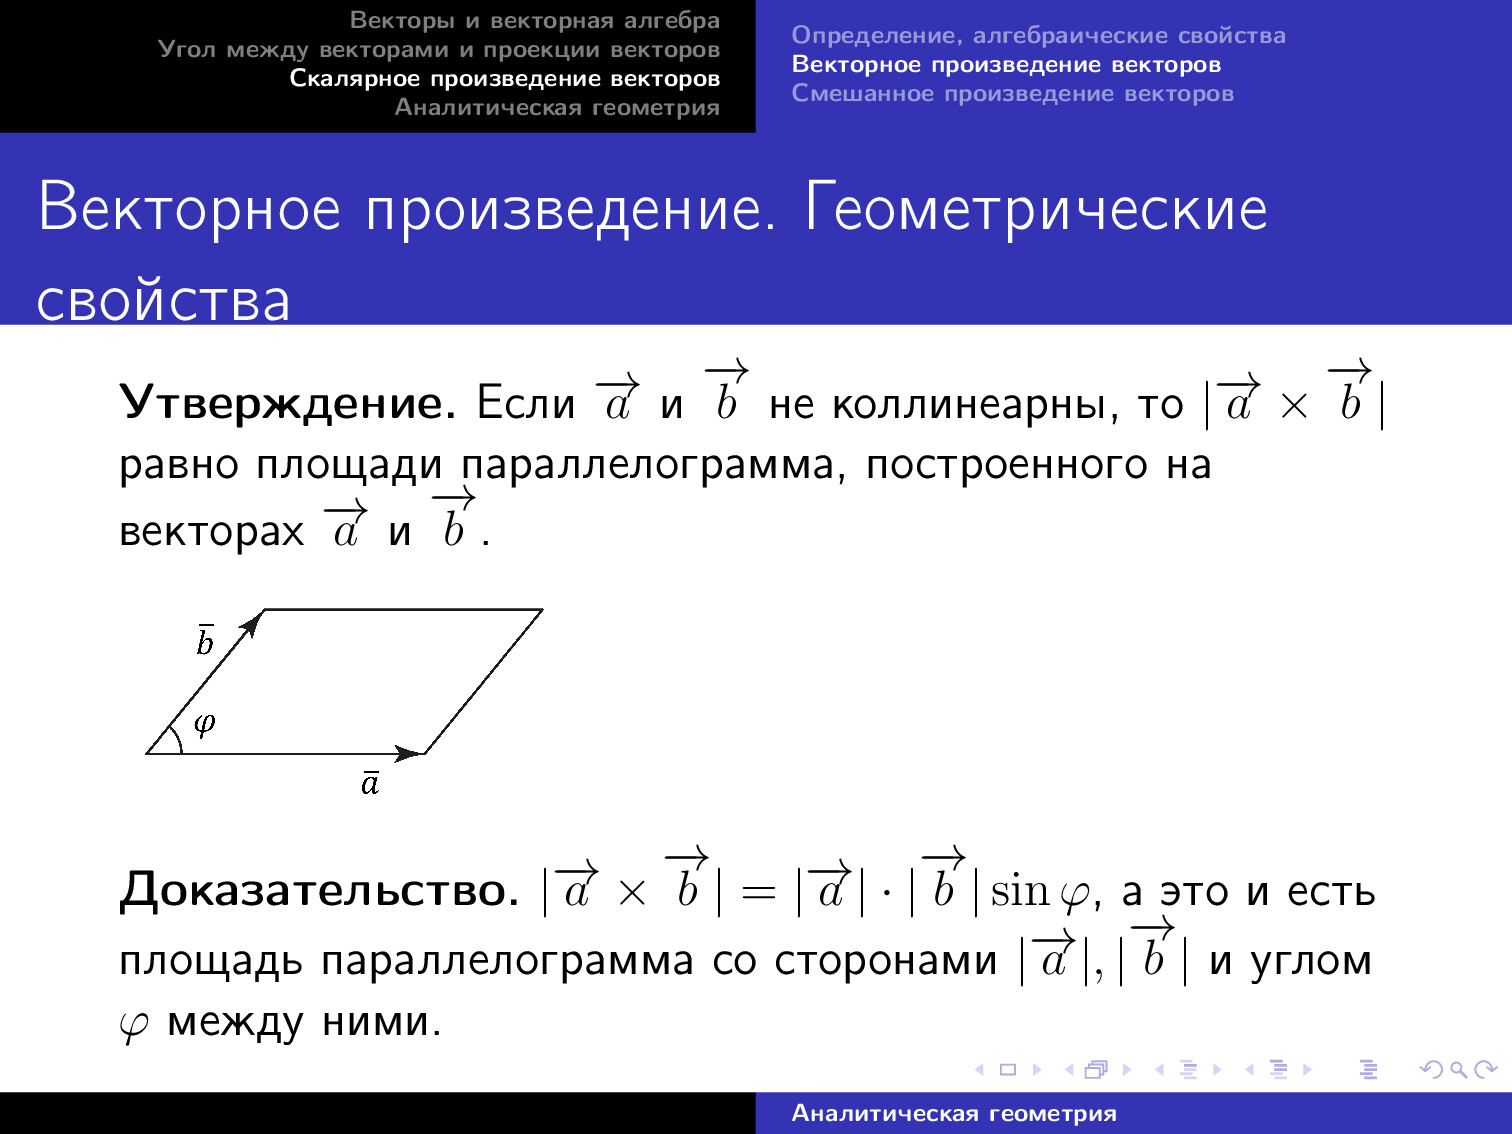 Векторы и векторная алгебра
Угол между векторами и проекции векторов
Скалярное произведение векторов
Аналитическая геометрия
Определение, алгебраические свойства
Векторное произведение векторов
Смешанное произведение векторов
Векторное произведение. Геометрические
свойства
Утверждение. Если $\overrightarrow{a}$ и $\overrightarrow{b}$ не коллинеарны, то $|\overrightarrow{a} \times \overrightarrow{b}|$
равно площади параллелограмма, построенного на
векторах $\overrightarrow{a}$ и $\overrightarrow{b}$.
$\bar{b}$
$\varphi$
$\bar{a}$
Доказательство. $|\overrightarrow{a} \times \overrightarrow{b}| = |\overrightarrow{a}| \cdot |\overrightarrow{b}| \sin \varphi$, а это и есть
площадь параллелограмма со сторонами $|\overrightarrow{a}|, |\overrightarrow{b}|$ и углом
$\varphi$ между ними.
Аналитическая геометрия